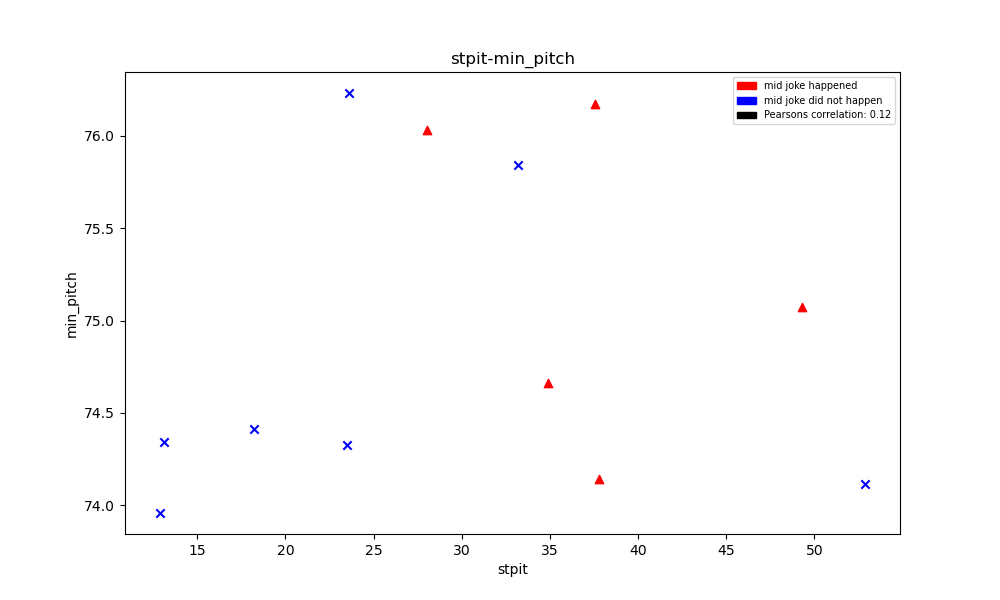 stpit-min_pitch
mid joke happened
mid joke did not happen
Pearsons correlation: 0.12
76.0
75.5
75.0
74.5
74.0
min_pitch
15 20 25 30 35 40 45 50
stpit